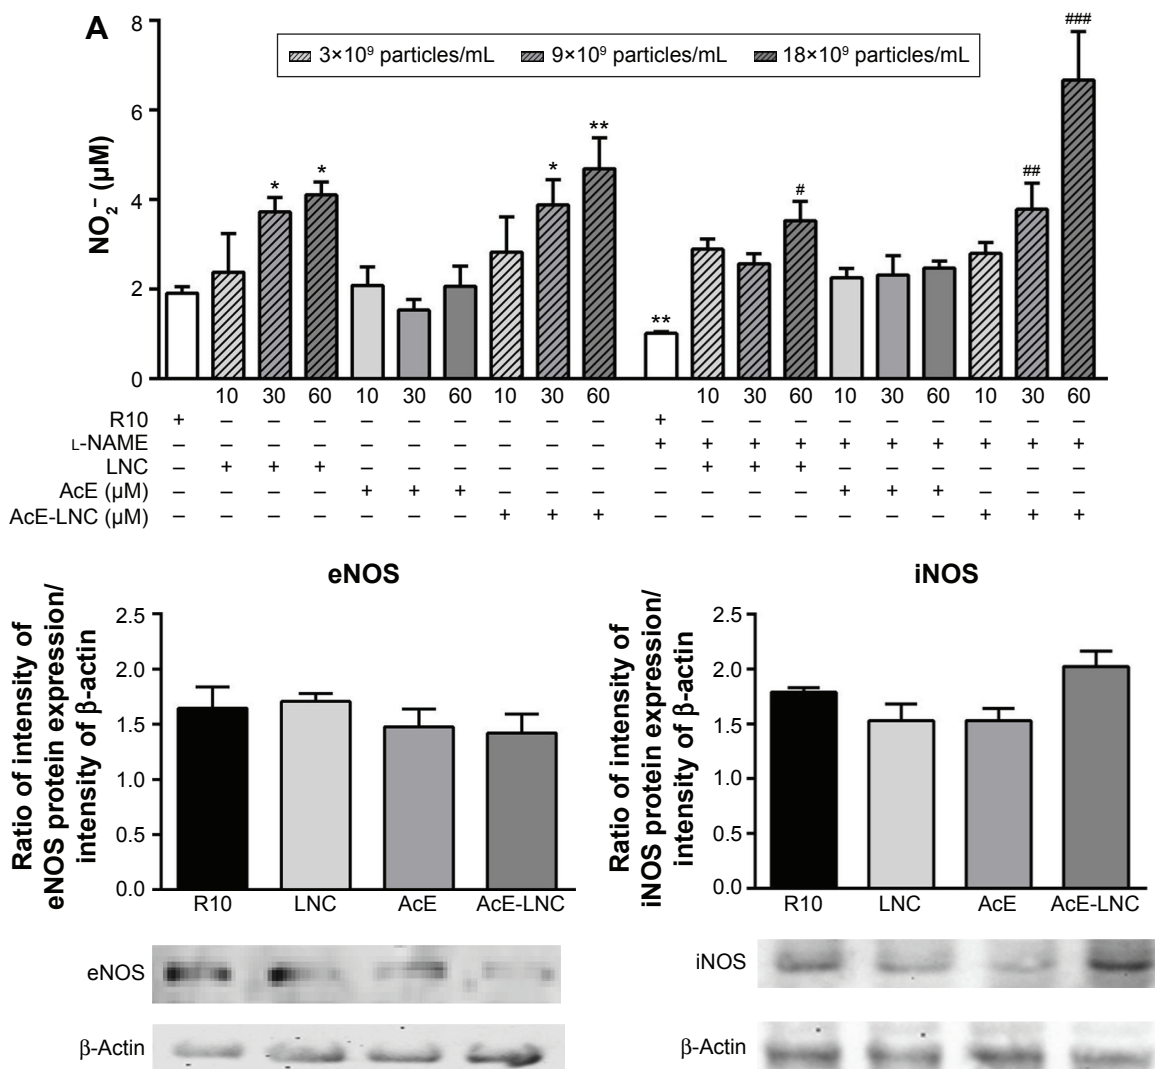 A
8
6
4
2
0
NO₂⁻ (µM)
3×10⁹ particles/mL 9×10⁹ particles/mL 18×10⁹ particles/mL
* * * ** ** # ## ###
10 30 60 10 30 60 10 30 60 10 30 60 10 30 60 10 30 60
R10 + – – – – – – – – – + – – – – – – – – –
L-NAME – – – – – – – – – – + + + + + + + + + +
LNC – + + + – – – – – – – + + + – – – – – –
AcE (µM) – – – – + + + – – – – – – – + + + – – –
AcE-LNC (µM) – – – – – – – + + + – – – – – – – + + +
eNOS
Ratio of intensity of
eNOS protein expression/
intensity of β-actin
2.5
2.0
1.5
1.0
0.5
0.0
R10 LNC AcE AcE-LNC
eNOS
β-Actin
iNOS
Ratio of intensity of
iNOS protein expression/
intensity of β-actin
2.5
2.0
1.5
1.0
0.5
0.0
R10 LNC AcE AcE-LNC
iNOS
β-Actin